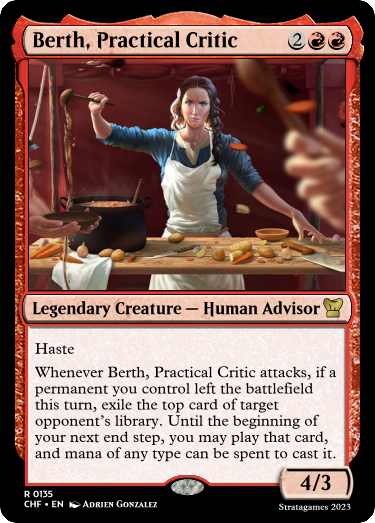 Berth, Practical Critic 2
Legendary Creature — Human Advisor
Haste
Whenever Berth, Practical Critic attacks, if a
permanent you control left the battlefield
this turn, exile the top card of target
opponent's library. Until the beginning of
your next end step, you may play that card,
and mana of any type can be spent to cast it.
4/3
R 0135
CHF • EN Adrien Gonzalez
Stratagames 2023